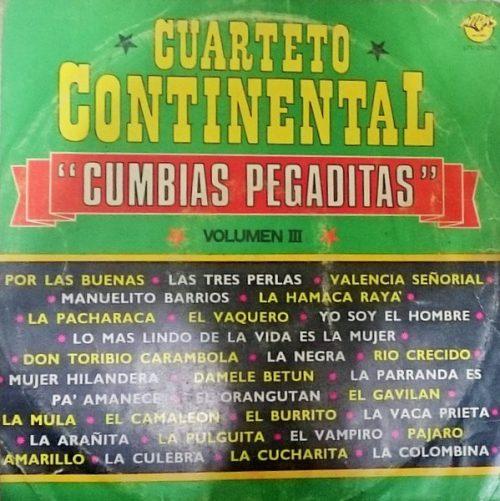 CUARTETO
CONTINENTAL
"CUMBIAS PEGADITAS"
VOLUMEN III
POR LAS BUENAS • LAS TRES PERLAS • VALENCIA SEÑORIAL •
• MANUELITO BARRIOS • LA HAMACA RAYA'
• LA PACHARACA • EL VAQUERO • YO SOY EL HOMBRE •
• LO MAS LINDO DE LA VIDA ES LA MUJER •
DON TORIBIO CARAMBOLA • LA NEGRA • RIO CRECIDO •
MUJER HILANDERA • DAMELE BETUN • LA PARRANDA ES
PA' AMANECE • EL ORANGUTAN • EL GAVILAN •
LA MULA • EL CAMALEON • EL BURRITO • LA VACA PRIETA
• LA ARAÑITA • LA PULGUITA • EL VAMPIRO • PAJARO
AMARILLO • LA CULEBRA • LA CUCHARITA • LA COLOMBINA •